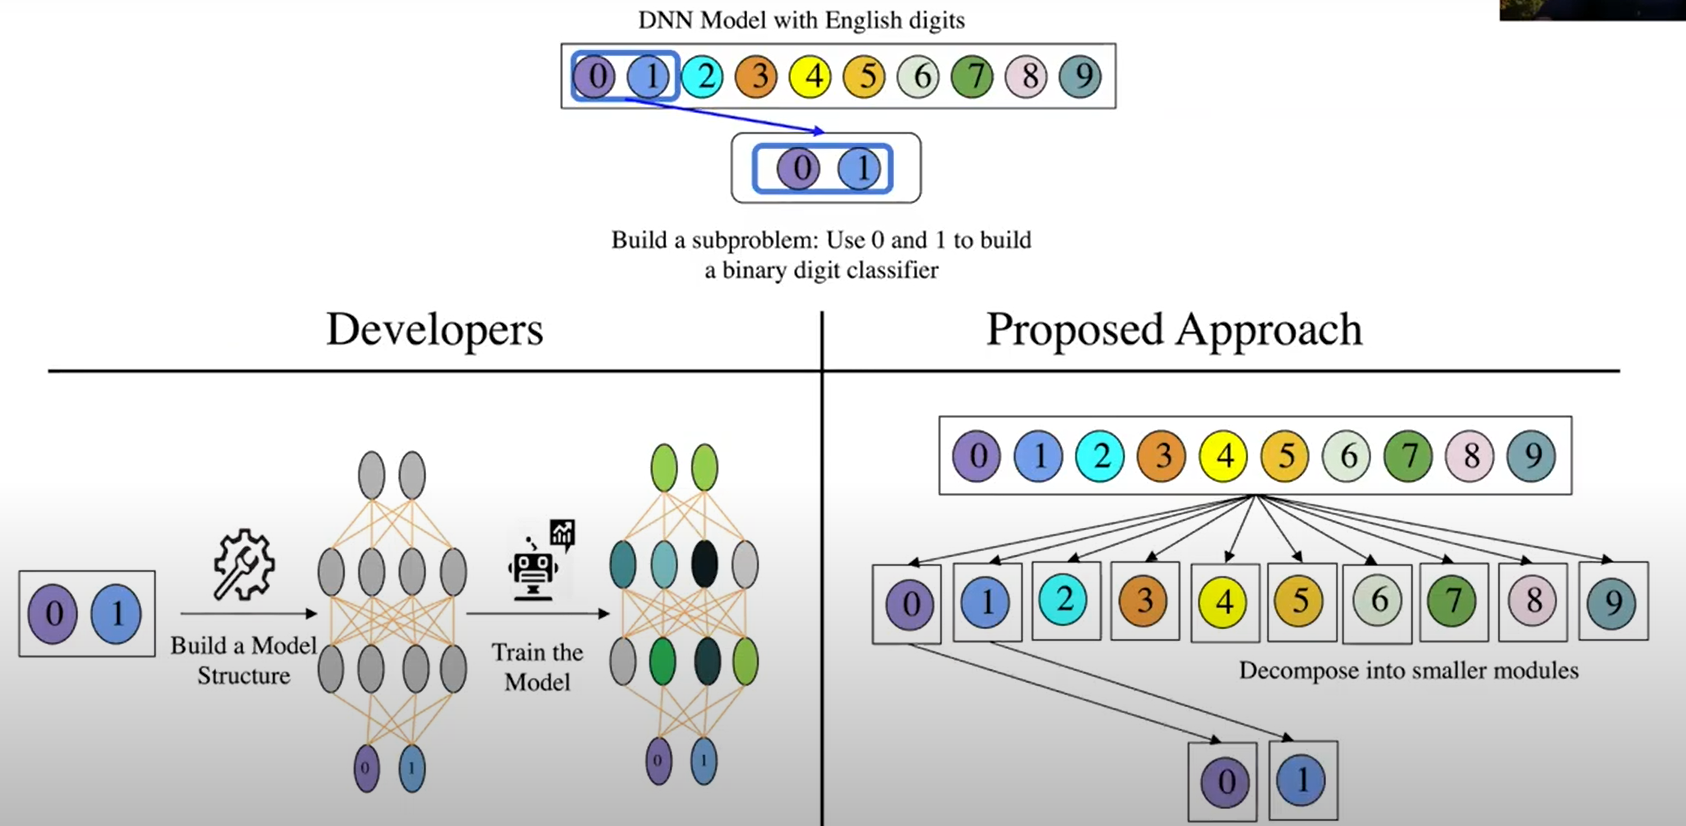 DNN Model with English digits
0 1 2 3 4 5 6 7 8 9
0 1
Build a subproblem: Use 0 and 1 to build
a binary digit classifier
Developers
0 1
Build a Model
Structure
0 1
Train the
Model
0 1
Proposed Approach
0 1 2 3 4 5 6 7 8 9
0 1 2 3 4 5 6 7 8 9
Decompose into smaller modules
0 1